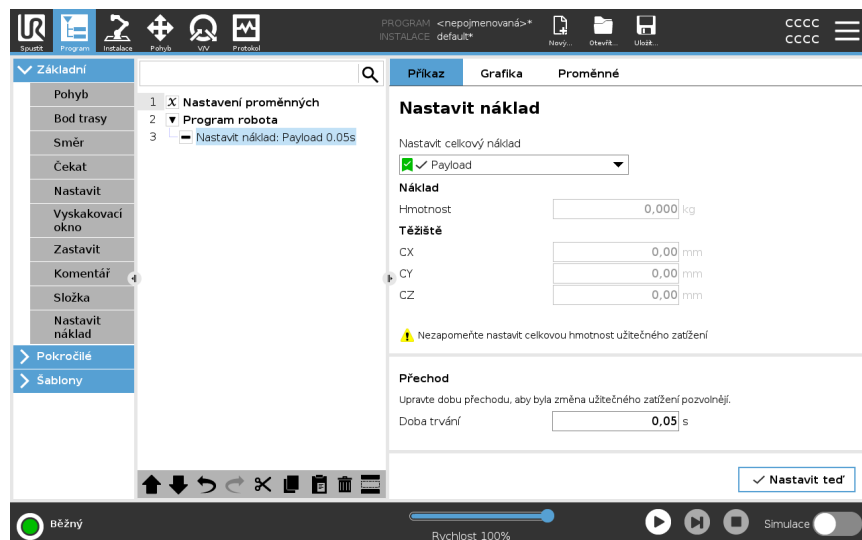 PROGRAM <nepojmenovaná>*
INSTALACE default*
Spustit
Program
Instalace
Pohyb
V/V
Protokol
Nový...
Otevřít...
Uložit...
CCCC
CCCC
Základní
Pohyb
Bod trasy
Směr
Čekat
Nastavit
Vyskakovací
okno
Zastavit
Komentář
Složka
Nastavit
náklad
Pokročilé
Šablony
1 X Nastavení proměnných
2 Program robota
3 Nastavit náklad: Payload 0.05s
Příkaz Grafika Proměnné
Nastavit náklad
Nastavit celkový náklad
Payload
Náklad
Hmotnost 0,000 kg
Těžiště
CX 0,00 mm
CY 0,00 mm
CZ 0,00 mm
Nezapomeňte nastavit celkovou hmotnost užitečného zatížení
Přechod
Upravte dobu přechodu, aby byla změna užitečného zatížení pozvolnější.
Doba trvání 0,05 s
Nastavit teď
Běžný
Rychlost 100%
Simulace